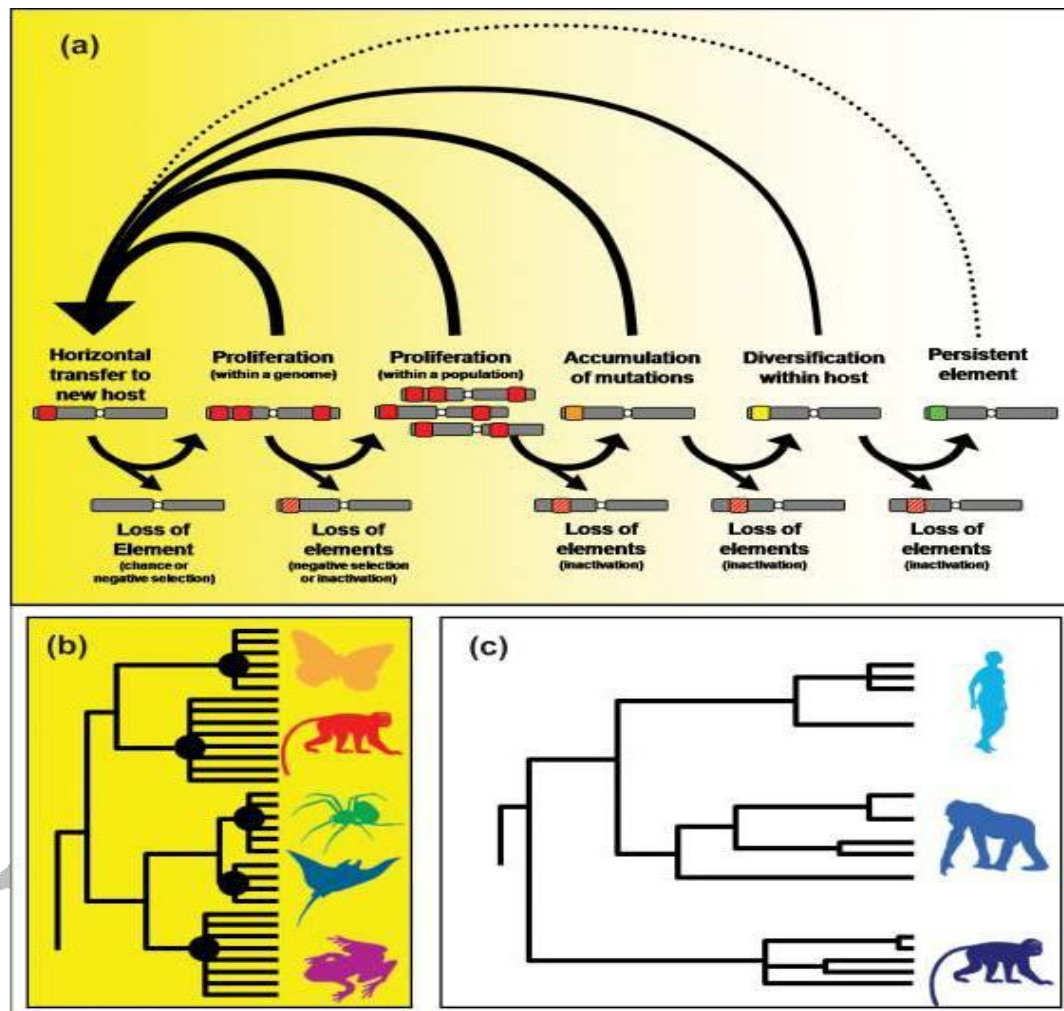 (a)
Horizontal
transfer to
new host
Proliferation
(within a genome)
Proliferation
(within a population)
Accumulation
of mutations
Diversification
within host
Persistent
element
Loss of
Element
(chance or
negative selection)
Loss of
elements
(negative selection
or inactivation)
Loss of
elements
(inactivation)
Loss of
elements
(inactivation)
Loss of
elements
(inactivation)
(b)
(c)